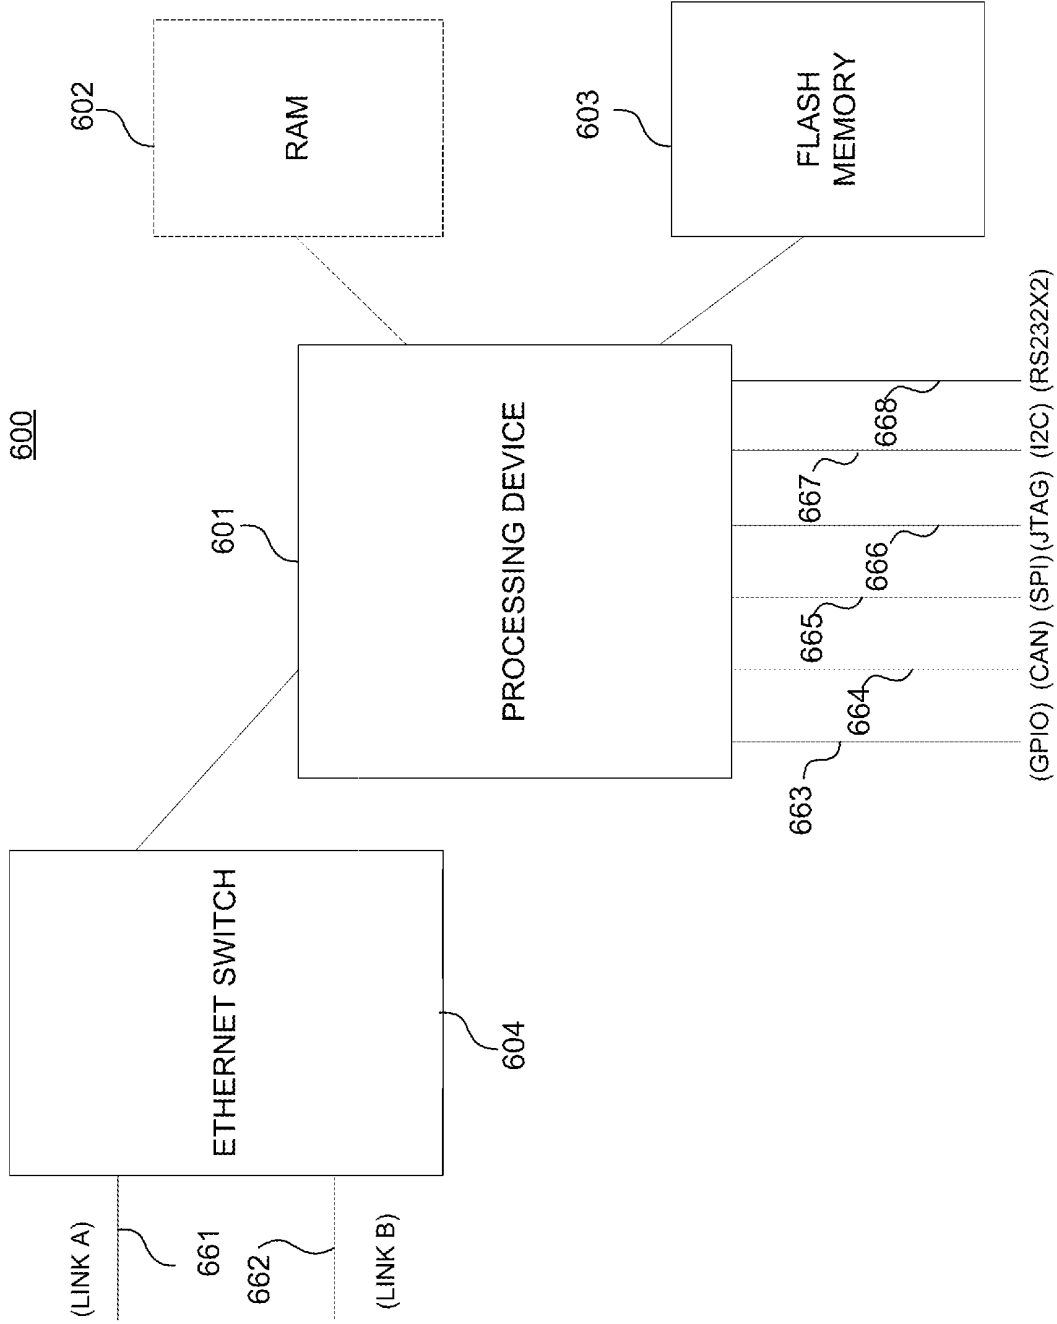 600
(LINK A)
661
662
(LINK B)
ETHERNET SWITCH
604
601
PROCESSING DEVICE
602
RAM
603
FLASH
MEMORY
663
664
665
666
667
668
(GPIO)
(CAN)
(SPI)
(JTAG)
(I2C)
(RS232X2)